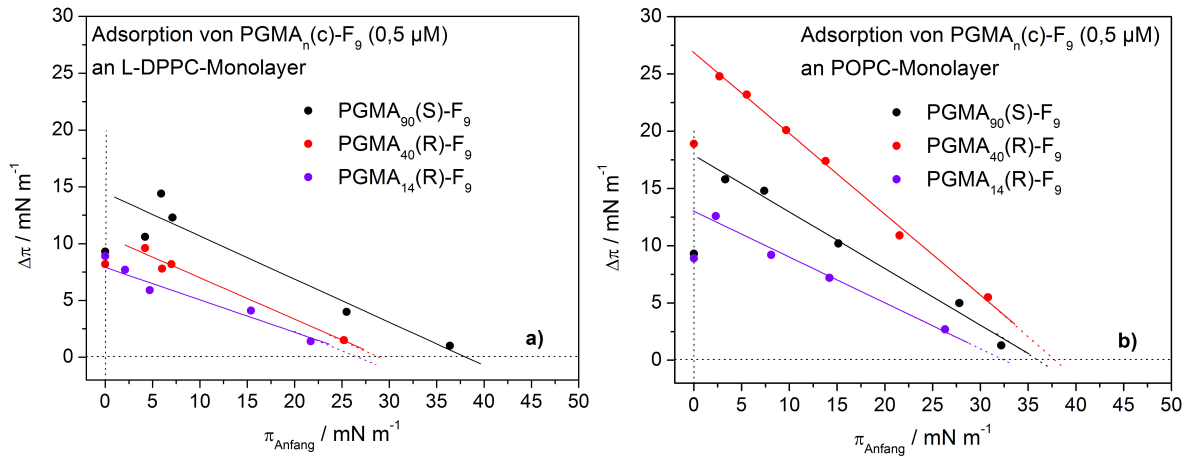 Adsorption von PGMAₙ(c)-F₉ (0,5 µM)
an L-DPPC-Monolayer
PGMA₉₀(S)-F₉
PGMA₄₀(R)-F₉
PGMA₁₄(R)-F₉
a)
30
25
20
15
10
5
0
Δπ / mN m⁻¹
0 5 10 15 20 25 30 35 40 45 50
π_Anfang / mN m⁻¹
Adsorption von PGMAₙ(c)-F₉ (0,5 µM)
an POPC-Monolayer
PGMA₉₀(S)-F₉
PGMA₄₀(R)-F₉
PGMA₁₄(R)-F₉
b)
30
25
20
15
10
5
0
Δπ / mN m⁻¹
0 5 10 15 20 25 30 35 40 45 50
π_Anfang / mN m⁻¹